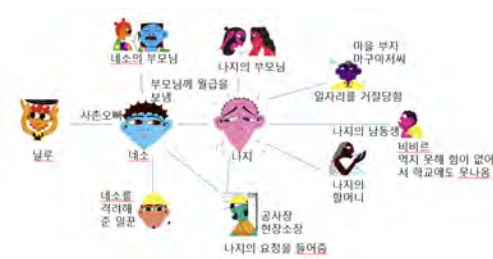 네소의 부모님
나지의 부모님
마을 부자
마구이저씨
일자리를 거절당함
부모님께 월급을
보냄
사촌오빠
닐루
네소
나지
나지의 남동생
비비르
먹지 못해 힘이 없어
서 학교에도 못나옴
나지의
할머니
네소를
격려해
준 일꾼
공사장
현장소장
나지의 요청을 들어줌